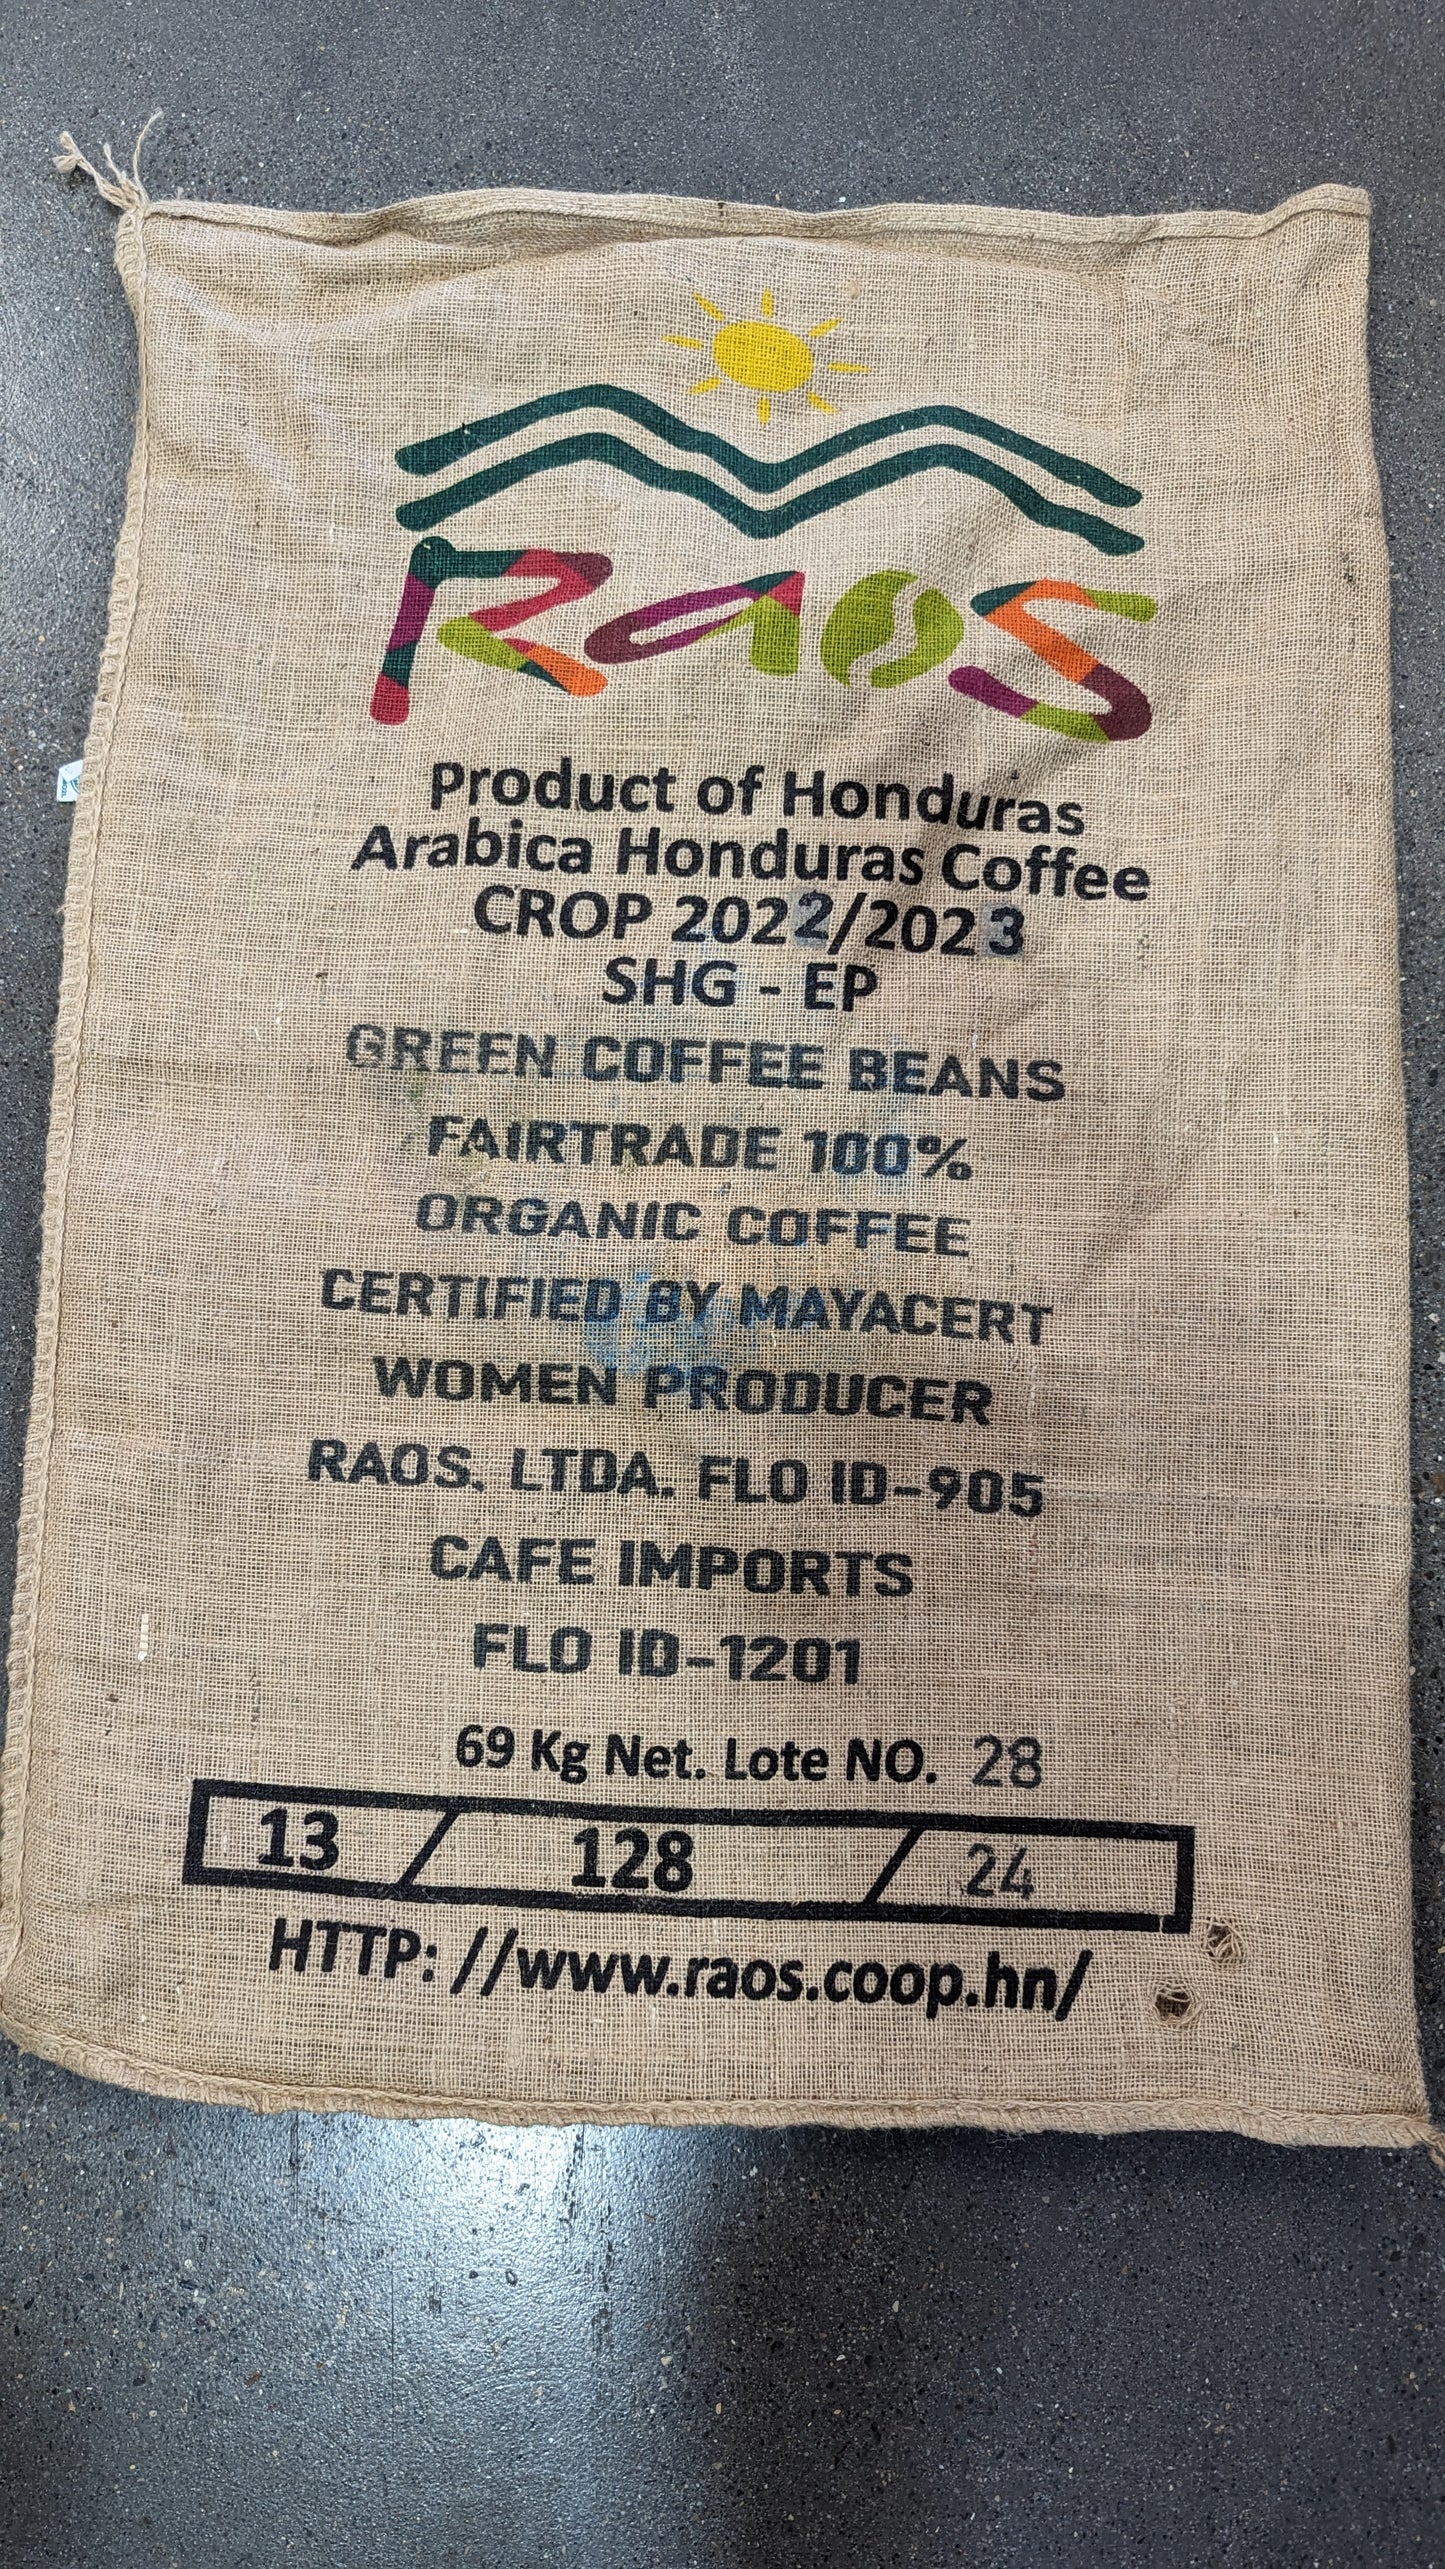 RAOS
Product of Honduras
Arabica Honduras Coffee
CROP 2022/2023
SHG - EP
GREEN COFFEE BEANS
FAIRTRADE 100%
ORGANIC COFFEE
CERTIFIED BY MAYACERT
WOMEN PRODUCER
RAOS. LTDA. FLO ID-905
CAFE IMPORTS
FLO ID-1201
69 Kg Net. Lote NO. 28
13 / 128 / 24
HTTP: //www.raos.coop.hn/